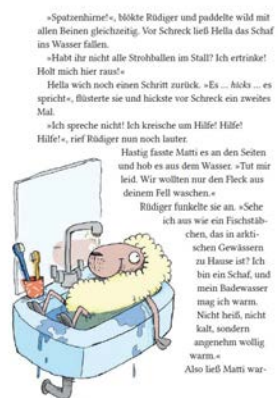 »Spatzenhirne!«, blökte Rüdiger und paddelte wild mit
allen Beinen gleichzeitig. Vor Schreck ließ Hella das Schaf
ins Wasser fallen.
»Habt ihr nicht alle Strohballen im Stall? Ich ertrinke!
Holt mich hier raus!«
Hella wich noch einen Schritt zurück. »Es ... hicks ... es
spricht«, flüsterte sie und hickste vor Schreck ein zweites
Mal.
»Ich spreche nicht! Ich kreische um Hilfe! Hilfe!
Hilfe!«, rief Rüdiger nun noch lauter.
Hastig fasste Matti es an den Seiten
und hob es aus dem Wasser. »Tut mir
leid. Wir wollten nur den Fleck aus
deinem Fell waschen.«
Rüdiger funkelte sie an. »Sehe
ich aus wie ein Fischstäb-
chen, das in arkti-
schen Gewässern
zu Hause ist? Ich
bin ein Schaf, und
mein Badewasser
mag ich warm.
Nicht heiß, nicht
kalt, sondern
angenehm wollig
warm.«
Also ließ Matti war-